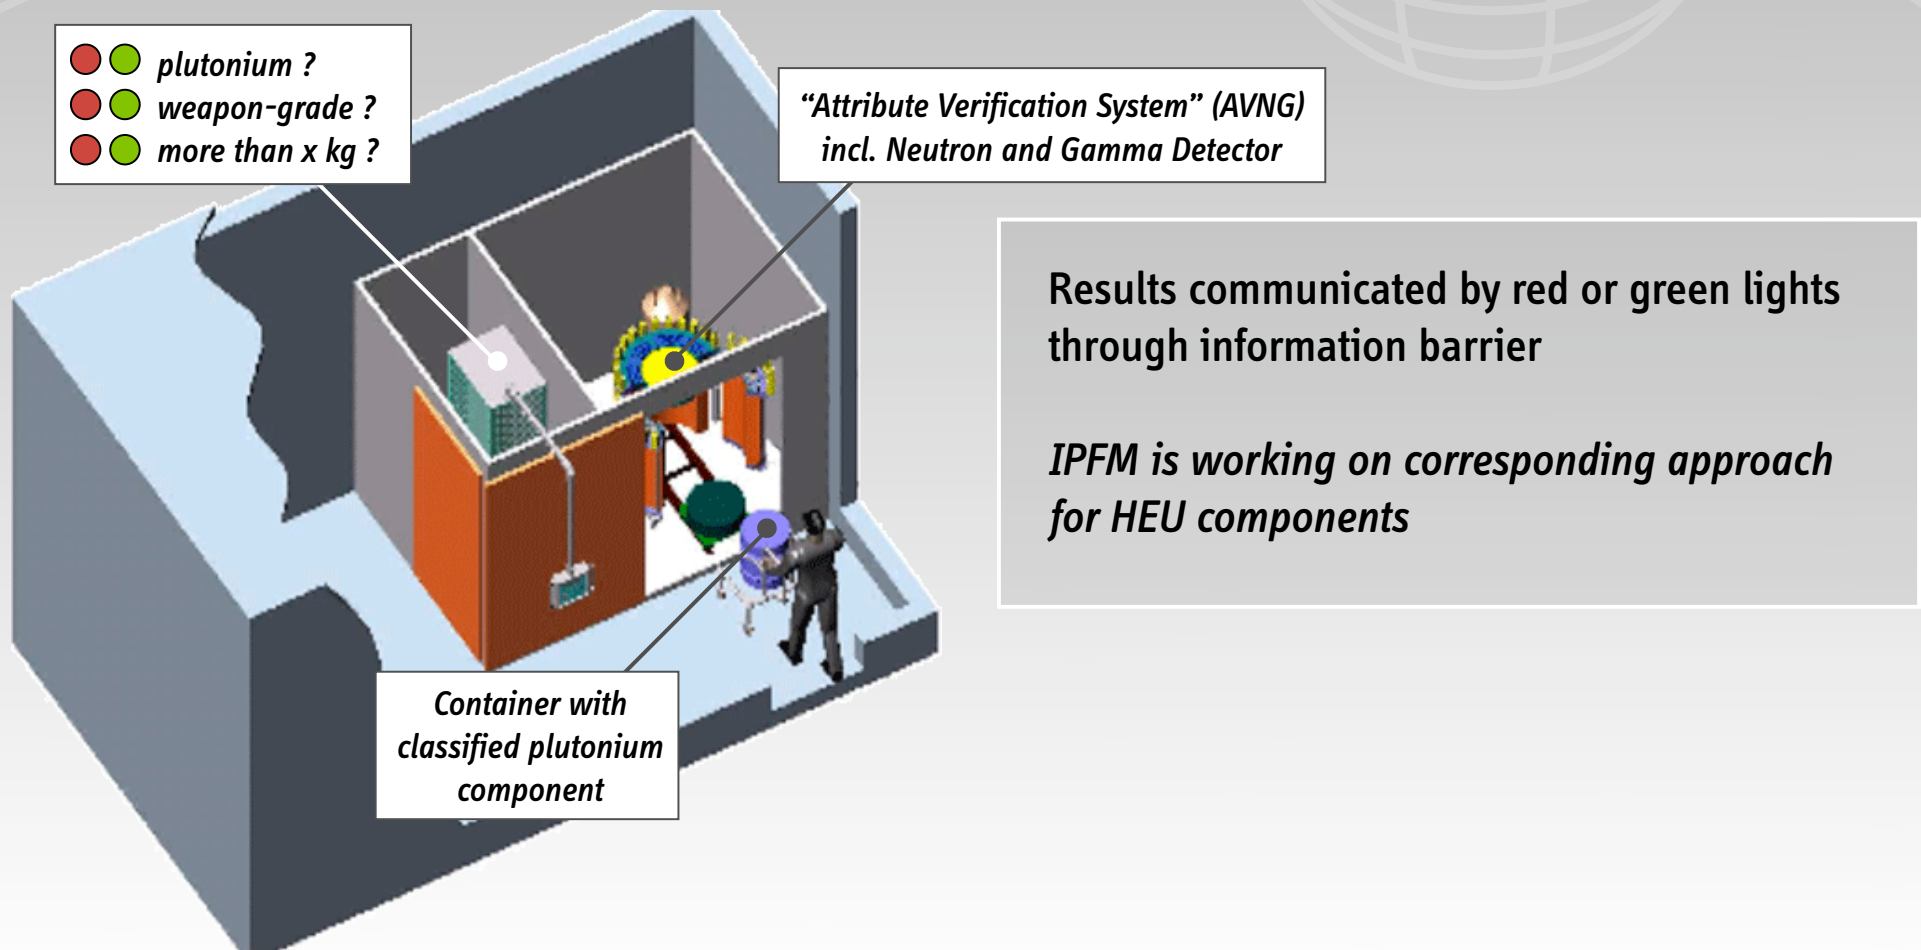 plutonium ?
weapon-grade ?
more than x kg ?
“Attribute Verification System” (AVNG)
incl. Neutron and Gamma Detector
Results communicated by red or green lights
through information barrier
IPFM is working on corresponding approach
for HEU components
Container with
classified plutonium
component